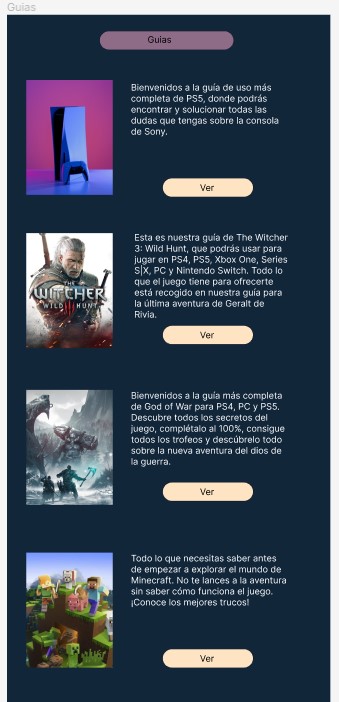 Guias
Guias
Bienvenidos a la guía de uso más
completa de PS5, donde podrás
encontrar y solucionar todas las
dudas que tengas sobre la consola
de Sony.
Ver
THE
WITCHER
WILD HUNT
Esta es nuestra guía de The Witcher
3: Wild Hunt, que podrás usar para
jugar en PS4, PS5, Xbox One, Series
S|X, PC y Nintendo Switch. Todo lo
que el juego tiene para ofrecerte
está recogido en nuestra guía para
la última aventura de Geralt de
Rivia.
Ver
Bienvenidos a la guía más completa
de God of War para PS4, PC y PS5.
Descubre todos los secretos del
juego, complétalo al 100%, consigue
todos los trofeos y descúbrelo todo
sobre la nueva aventura del dios de
la guerra.
Ver
Todo lo que necesitas saber antes
de empezar a explorar el mundo de
Minecraft. No te lances a la aventura
sin saber cómo funciona el juego.
¡Conoce los mejores trucos!
Ver